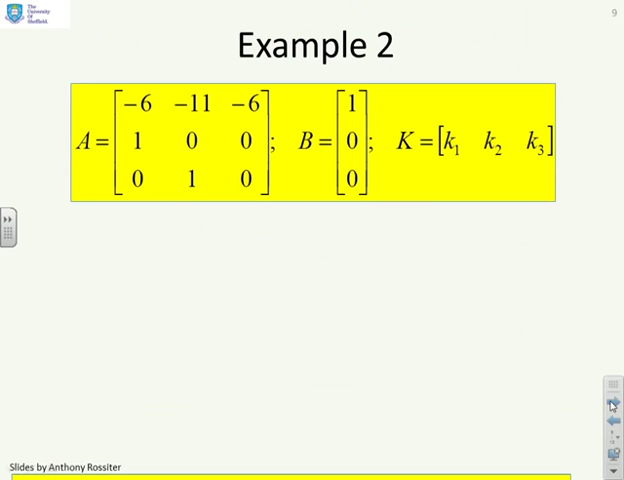 The
University
Of
Sheffield.
9
Example 2
A = [ −6 −11 −6 ; 1 0 0 ; 0 1 0 ]; B = [ 1 ; 0 ; 0 ]; K = [k₁ k₂ k₃]
Slides by Anthony Rossiter